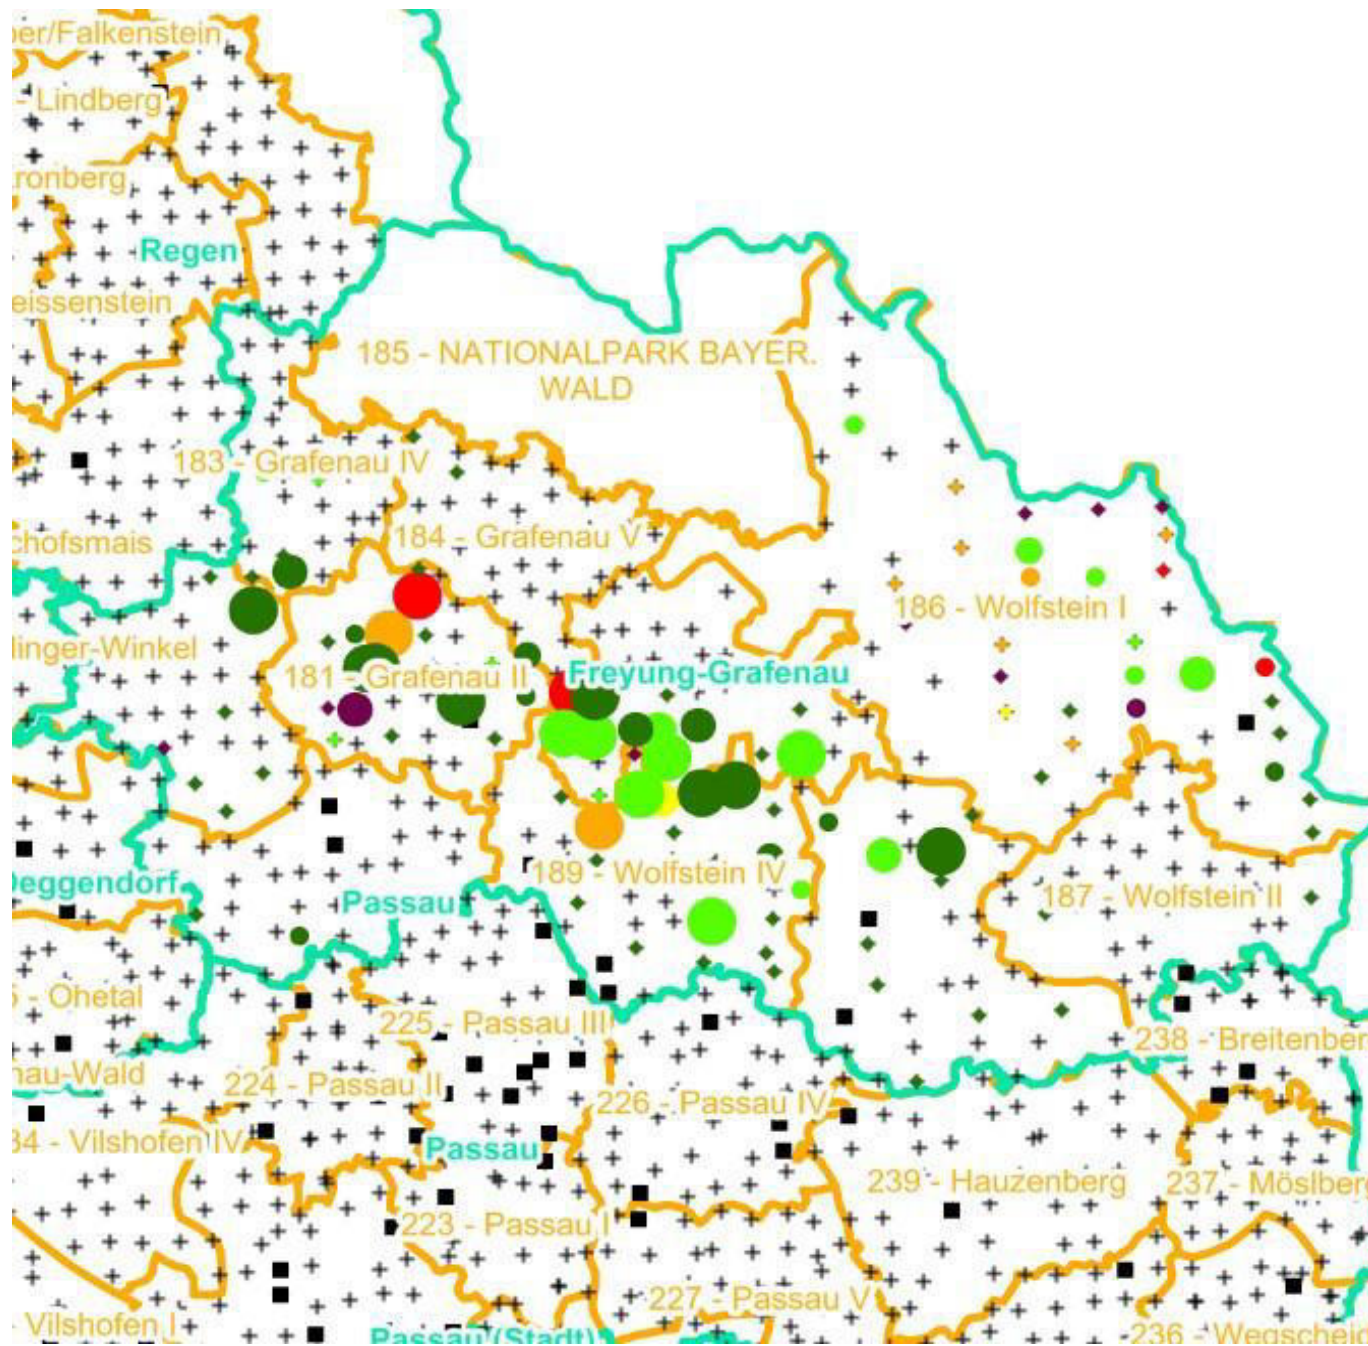 er/Falkenstein
- Lindberg
ronberg
Regen
eissenstein
185 - NATIONALPARK BAYER.
WALD
183 - Grafenau IV
chofsmais
184 - Grafenau V
186 - Wolfstein I
linger-Winkel
181 - Grafenau II
Freyung-Grafenau
189 - Wolfstein IV
Deggendorf
187 - Wolfstein II
Passau
- Ohetal
225 - Passau III
238 - Breitenber
nau-Wald
224 - Passau II
226 - Passau IV
34 - Vilshofen IV
Passau
239 - Hauzenberg
237 - Möslber
223 - Passau I
227 - Passau V
- Vilshofen I
Passau (Stadt)
236 - Wegscheid